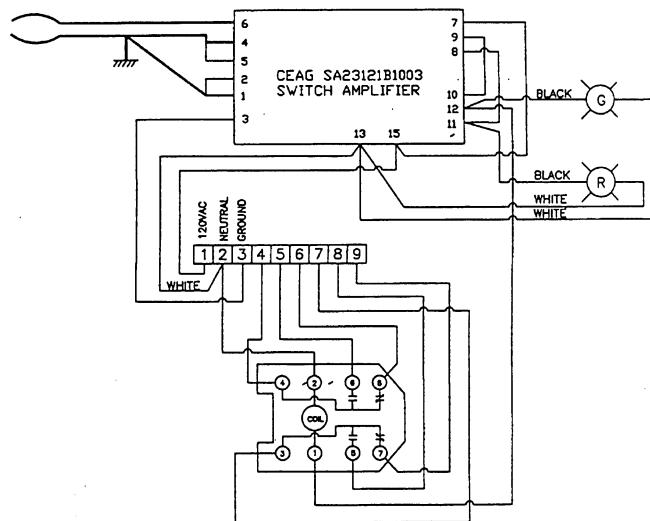 6
4
5
2
1
3
CEAG SA23121B1003
SWITCH AMPLIFIER
7
9
8
10
12
11
13 15
BLACK G
BLACK R
WHITE
WHITE
120VAC
NEUTRAL
GROUND
1 2 3 4 5 6 7 8 9
WHITE
4 2 6 8
COIL
3 1 5 7